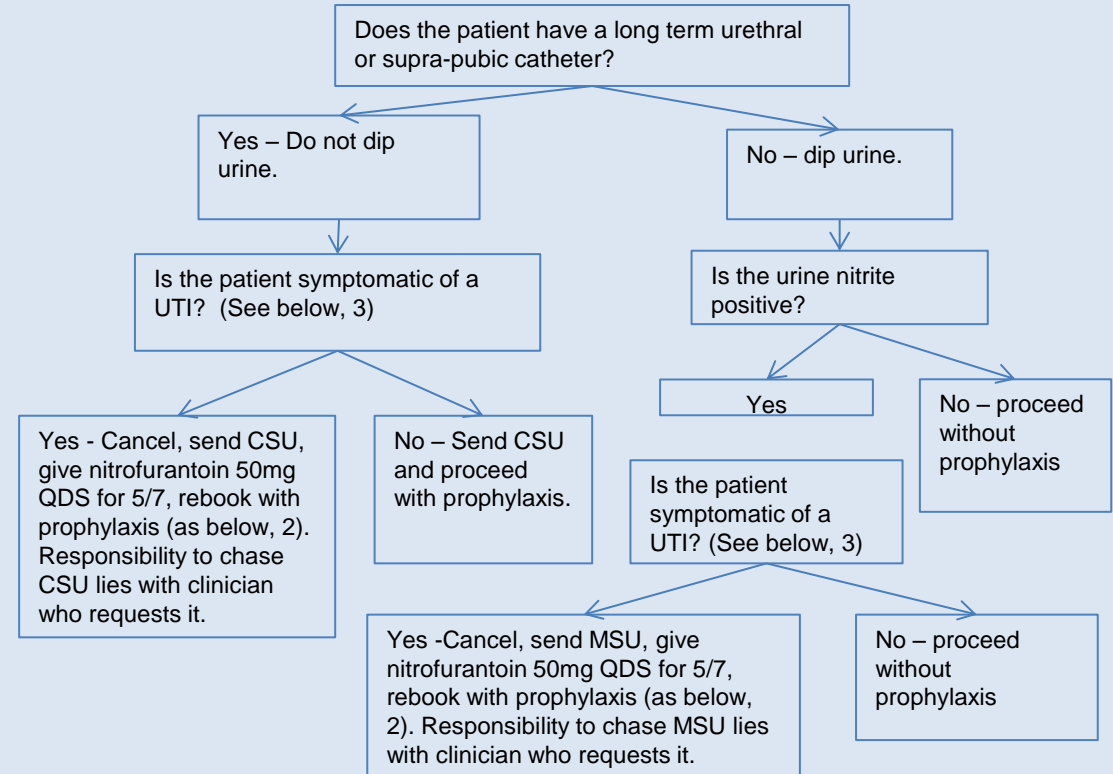 Does the patient have a long term urethral
or supra-pubic catheter?
Yes – Do not dip
urine.
No – dip urine.
Is the patient symptomatic of a
UTI?  (See below, 3)
Is the urine nitrite
positive?
Yes
No – proceed
without
prophylaxis
Yes - Cancel, send CSU,
give nitrofurantoin 50mg
QDS for 5/7, rebook with
prophylaxis (as below, 2).
Responsibility to chase
CSU lies with clinician
who requests it.
No – Send CSU
and proceed
with prophylaxis.
Is the patient
symptomatic of a
UTI? (See below, 3)
Yes -Cancel, send MSU, give
nitrofurantoin 50mg QDS for 5/7,
rebook with prophylaxis (as below,
2). Responsibility to chase MSU lies
with clinician who requests it.
No – proceed
without
prophylaxis